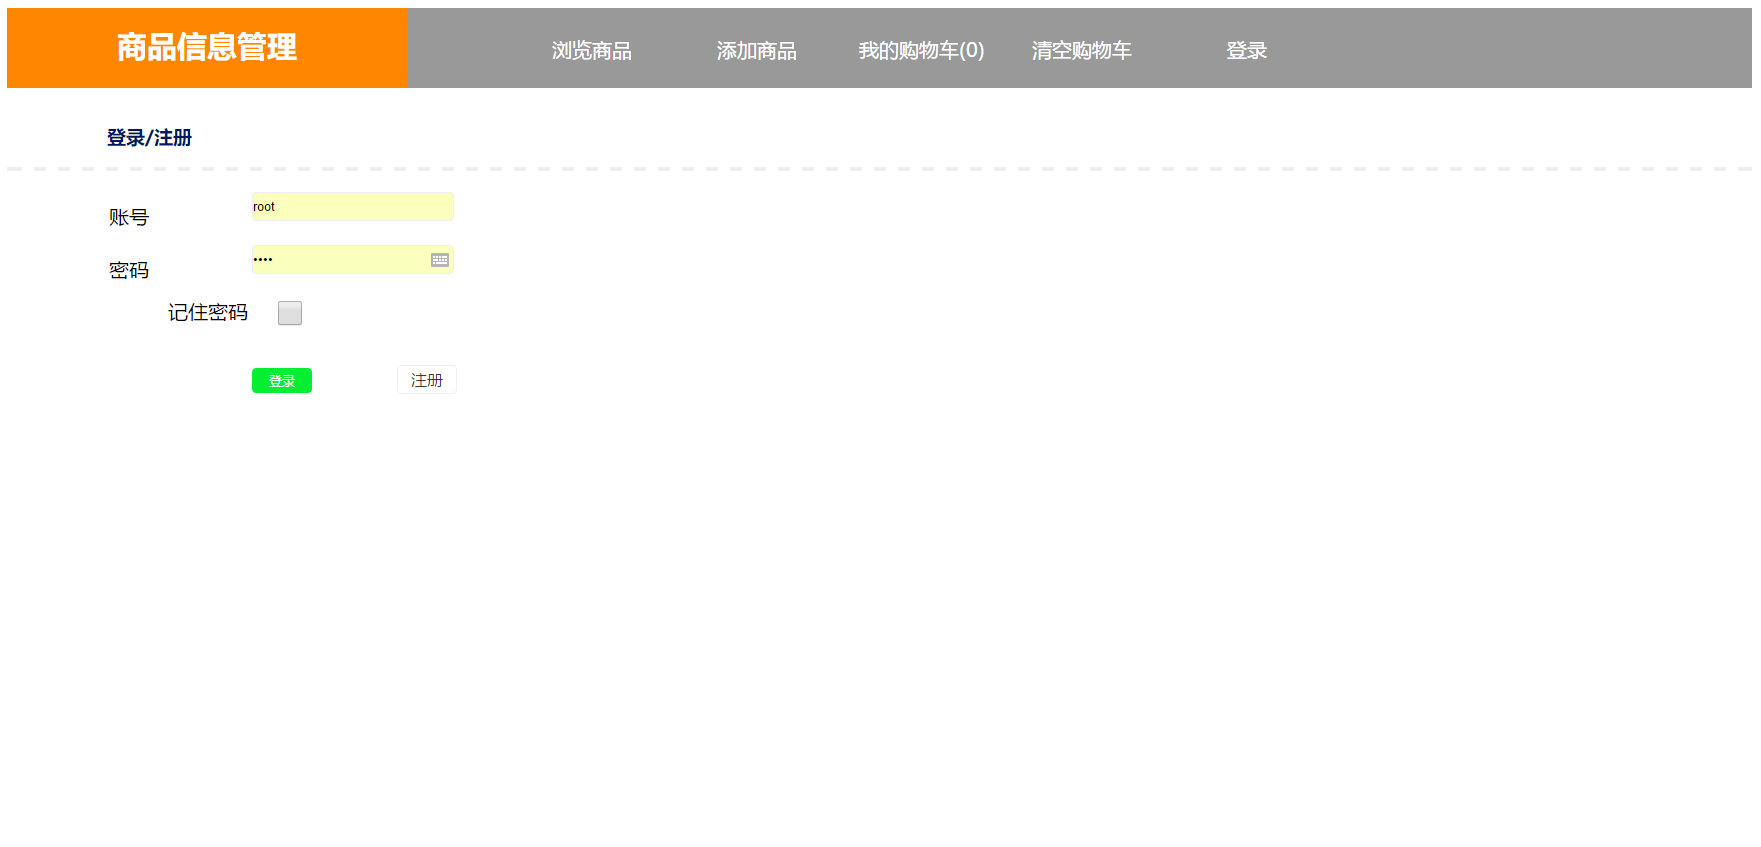 商品信息管理 浏览商品 添加商品 我的购物车(0) 清空购物车 登录
登录/注册
账号 root
密码 ••••
记住密码
登录 注册